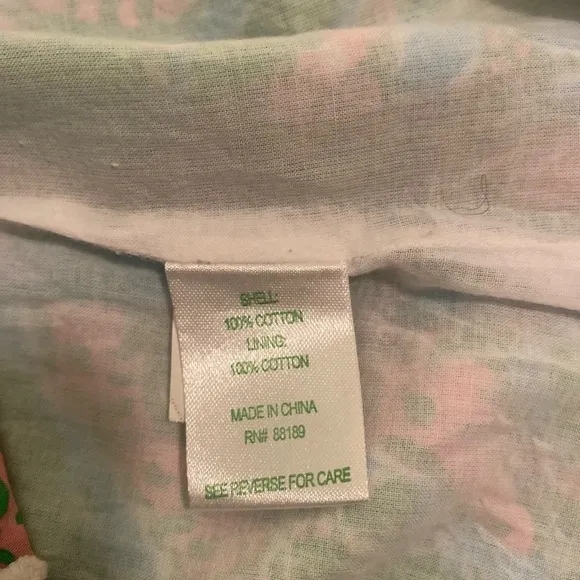 SHELL:
100% COTTON
LINING:
100% COTTON
MADE IN CHINA
RN# 88189
SEE REVERSE FOR CARE